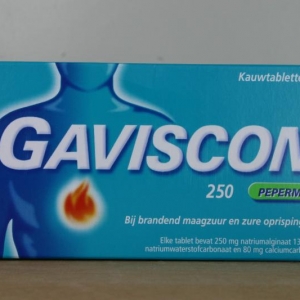 Kauwtablette
GAVISCON
250 PEPERM
Bij brandend maagzuur en zure oprisping
Elke tablet bevat 250 mg natriumalginaat 13
natriumwaterstofcarbonaat en 80 mg calciumcarb